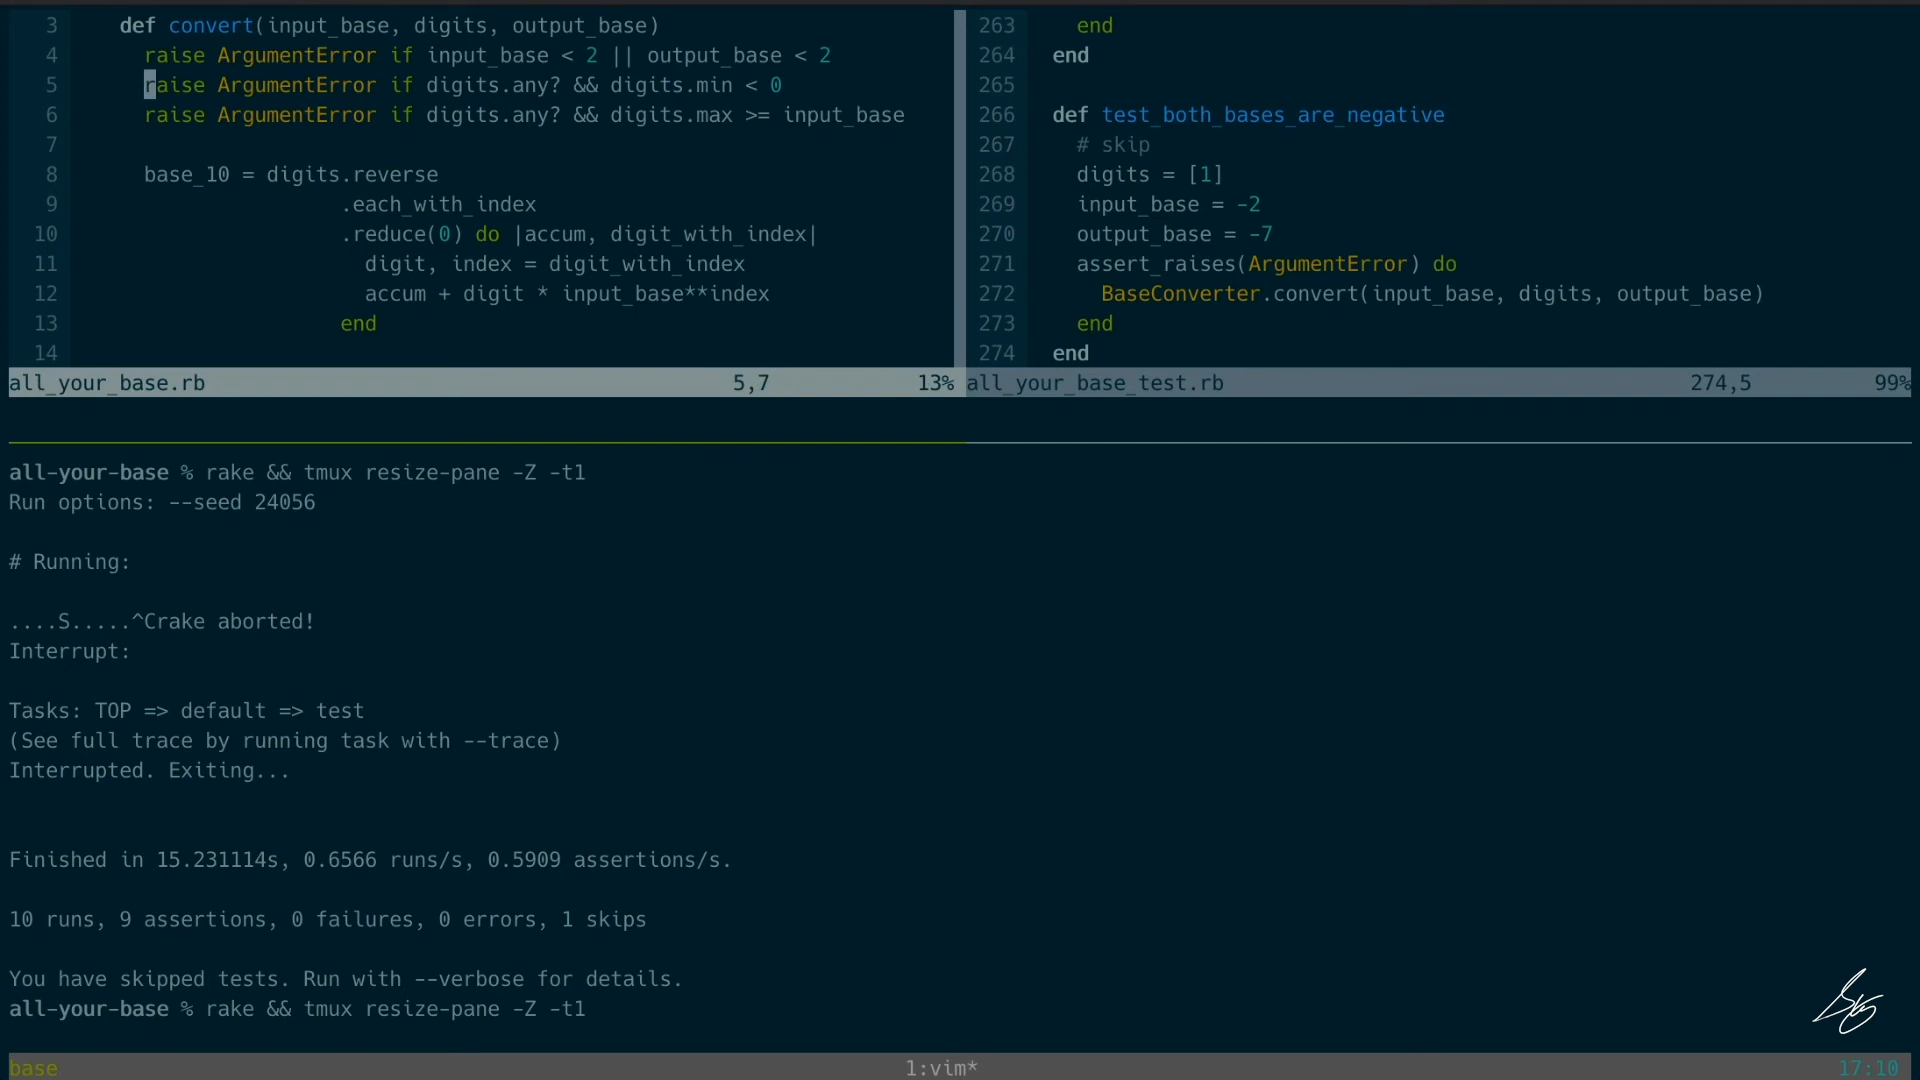 3 def convert(input_base, digits, output_base)
4 raise ArgumentError if input_base < 2 || output_base < 2
5 raise ArgumentError if digits.any? && digits.min < 0
6 raise ArgumentError if digits.any? && digits.max >= input_base
7
8 base_10 = digits.reverse
9 .each_with_index
10 .reduce(0) do |accum, digit_with_index|
11 digit, index = digit_with_index
12 accum + digit * input_base**index
13 end
14
all_your_base.rb 5,7 13%
263 end
264 end
265
266 def test_both_bases_are_negative
267 # skip
268 digits = [1]
269 input_base = -2
270 output_base = -7
271 assert_raises(ArgumentError) do
272 BaseConverter.convert(input_base, digits, output_base)
273 end
274 end
all_your_base_test.rb 274,5 99%
all-your-base % rake && tmux resize-pane -Z -t1
Run options: --seed 24056
# Running:
....S.....^Crake aborted!
Interrupt:
Tasks: TOP => default => test
(See full trace by running task with --trace)
Interrupted. Exiting...
Finished in 15.231114s, 0.6566 runs/s, 0.5909 assertions/s.
10 runs, 9 assertions, 0 failures, 0 errors, 1 skips
You have skipped tests. Run with --verbose for details.
all-your-base % rake && tmux resize-pane -Z -t1
base 1:vim* 17:10